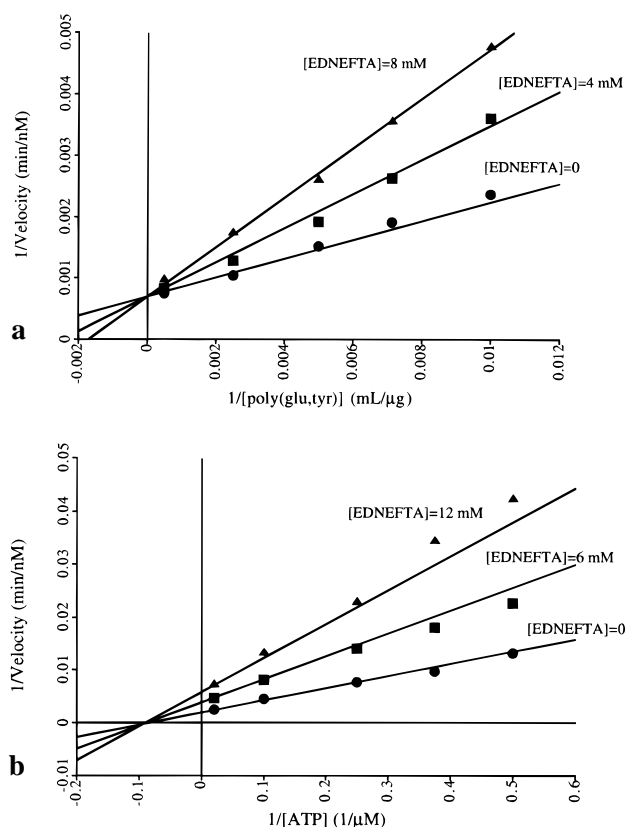 0.005
0.004
0.003
0.002
0.001
0
1/Velocity (min/nM)
[EDNEFTA]=8 mM
[EDNEFTA]=4 mM
[EDNEFTA]=0
-0.002
0
0.002
0.004
0.006
0.008
0.01
0.012
1/[poly(glu,tyr)] (mL/µg)
a
0.05
0.04
0.03
0.02
0.01
0
-0.01
1/Velocity (min/nM)
[EDNEFTA]=12 mM
[EDNEFTA]=6 mM
[EDNEFTA]=0
-0.2
-0.1
0
0.1
0.2
0.3
0.4
0.5
0.6
1/[ATP] (1/µM)
b